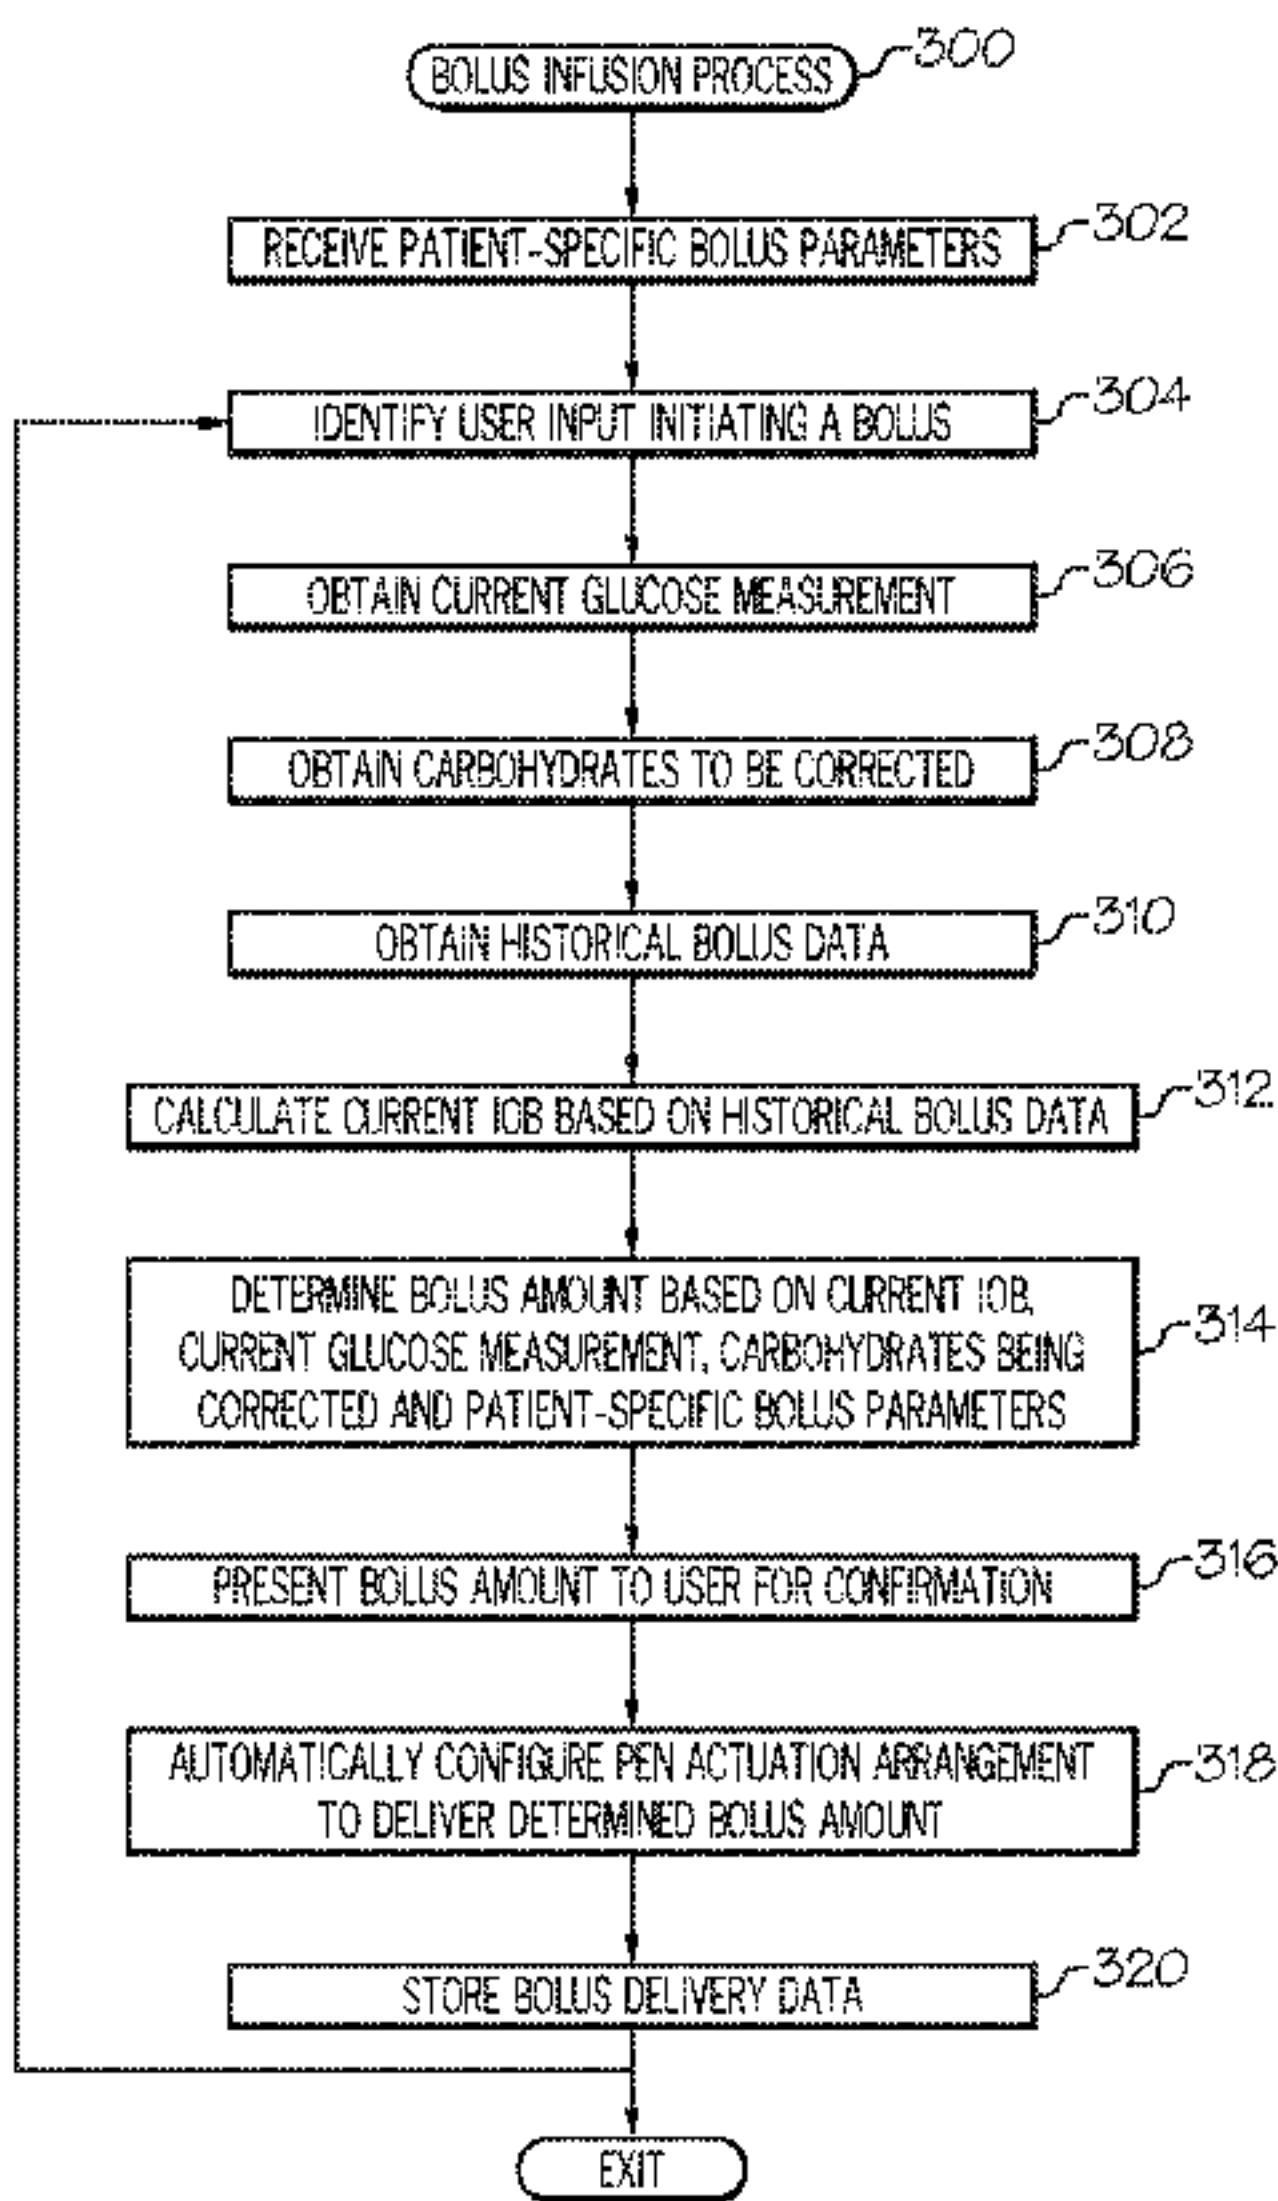 BOLUS INFUSION PROCESS
300
RECEIVE PATIENT-SPECIFIC BOLUS PARAMETERS
302
IDENTIFY USER INPUT INITIATING A BOLUS
304
OBTAIN CURRENT GLUCOSE MEASUREMENT
306
OBTAIN CARBOHYDRATES TO BE CORRECTED
308
OBTAIN HISTORICAL BOLUS DATA
310
CALCULATE CURRENT IOB BASED ON HISTORICAL BOLUS DATA
312
DETERMINE BOLUS AMOUNT BASED ON CURRENT IOB,
CURRENT GLUCOSE MEASUREMENT, CARBOHYDRATES BEING
CORRECTED AND PATIENT-SPECIFIC BOLUS PARAMETERS
314
PRESENT BOLUS AMOUNT TO USER FOR CONFIRMATION
316
AUTOMATICALLY CONFIGURE PEN ACTUATION ARRANGEMENT
TO DELIVER DETERMINED BOLUS AMOUNT
318
STORE BOLUS DELIVERY DATA
320
EXIT